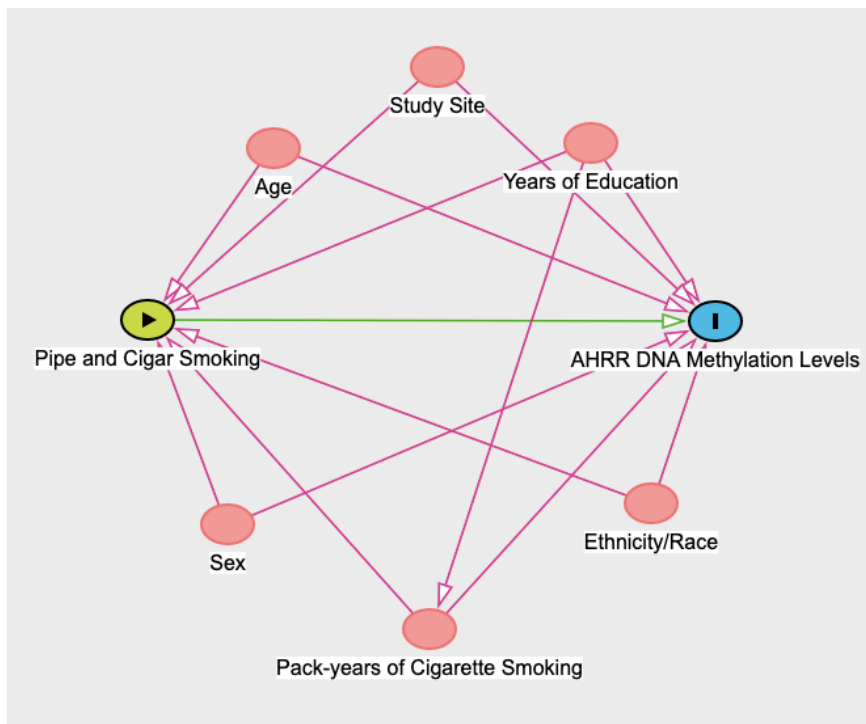 Study Site
Age
Years of Education
Pipe and Cigar Smoking
AHRR DNA Methylation Levels
Sex
Ethnicity/Race
Pack-years of Cigarette Smoking